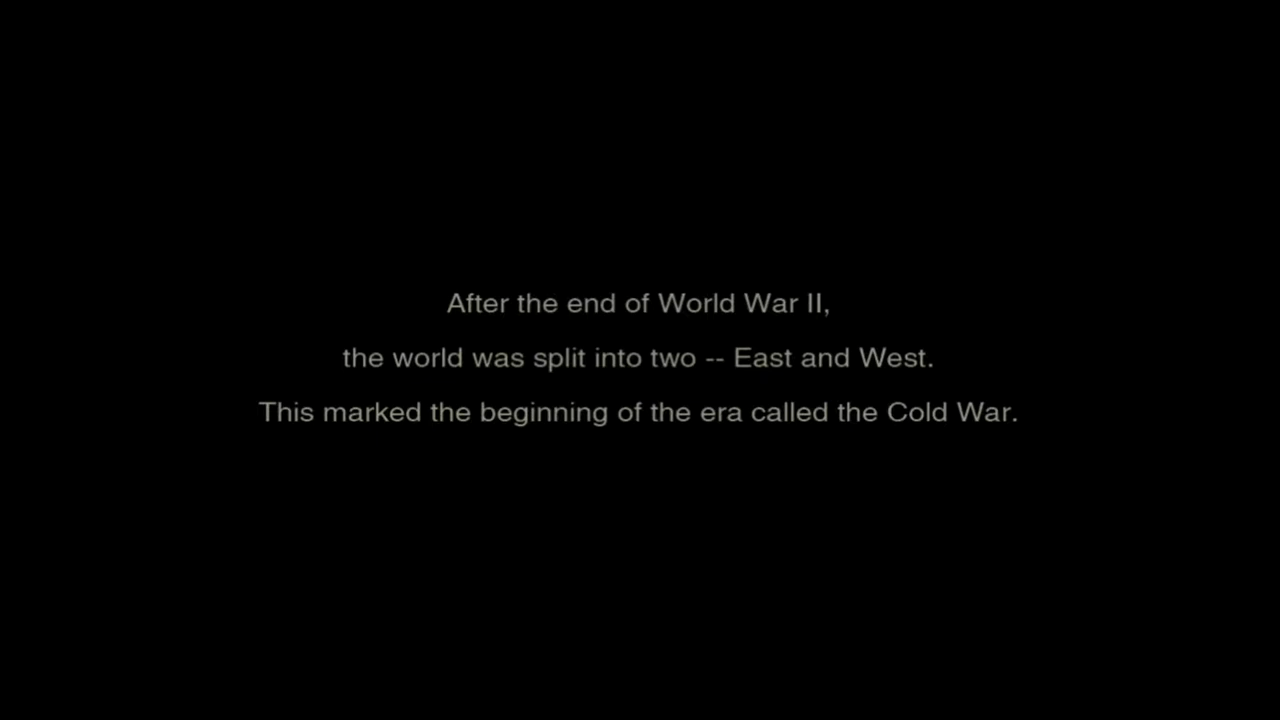 After the end of World War II,
the world was split into two -- East and West.
This marked the beginning of the era called the Cold War.